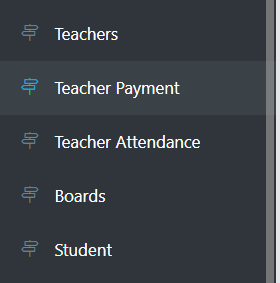 Teachers
Teacher Payment
Teacher Attendance
Boards
Student